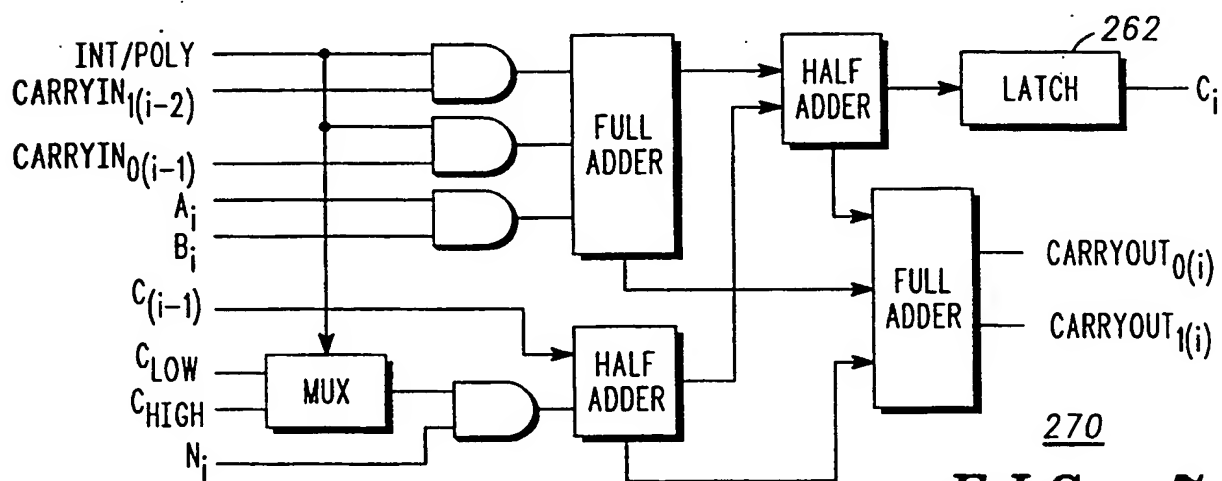 INT/POLY
CARRYIN1(i-2)
CARRYIN0(i-1)
Ai
Bi
C(i-1)
CLOW
CHIGH
Ni
MUX
FULL
ADDER
HALF
ADDER
HALF
ADDER
262
LATCH
Ci
FULL
ADDER
CARRYOUT0(i)
CARRYOUT1(i)
270